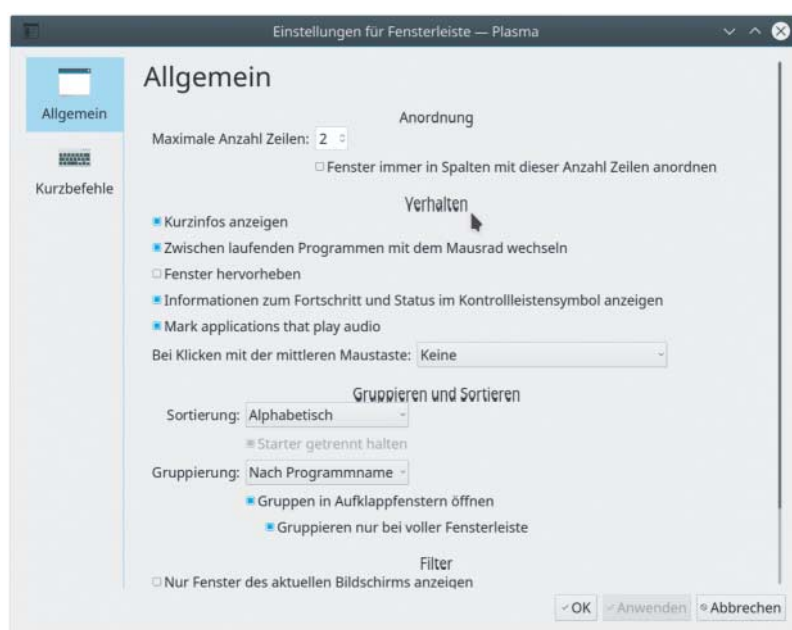 Einstellungen für Fensterleiste — Plasma
Allgemein
Kurzbefehle
Allgemein
Anordnung
Maximale Anzahl Zeilen: 2
Fenster immer in Spalten mit dieser Anzahl Zeilen anordnen
Verhalten
Kurzinfos anzeigen
Zwischen laufenden Programmen mit dem Mausrad wechseln
Fenster hervorheben
Informationen zum Fortschritt und Status im Kontrollleistensymbol anzeigen
Mark applications that play audio
Bei Klicken mit der mittleren Maustaste: Keine
Gruppieren und Sortieren
Sortierung: Alphabetisch
Starter getrennt halten
Gruppierung: Nach Programmname
Gruppen in Aufklappfenstern öffnen
Gruppieren nur bei voller Fensterleiste
Filter
Nur Fenster des aktuellen Bildschirms anzeigen
OK Anwenden Abbrechen